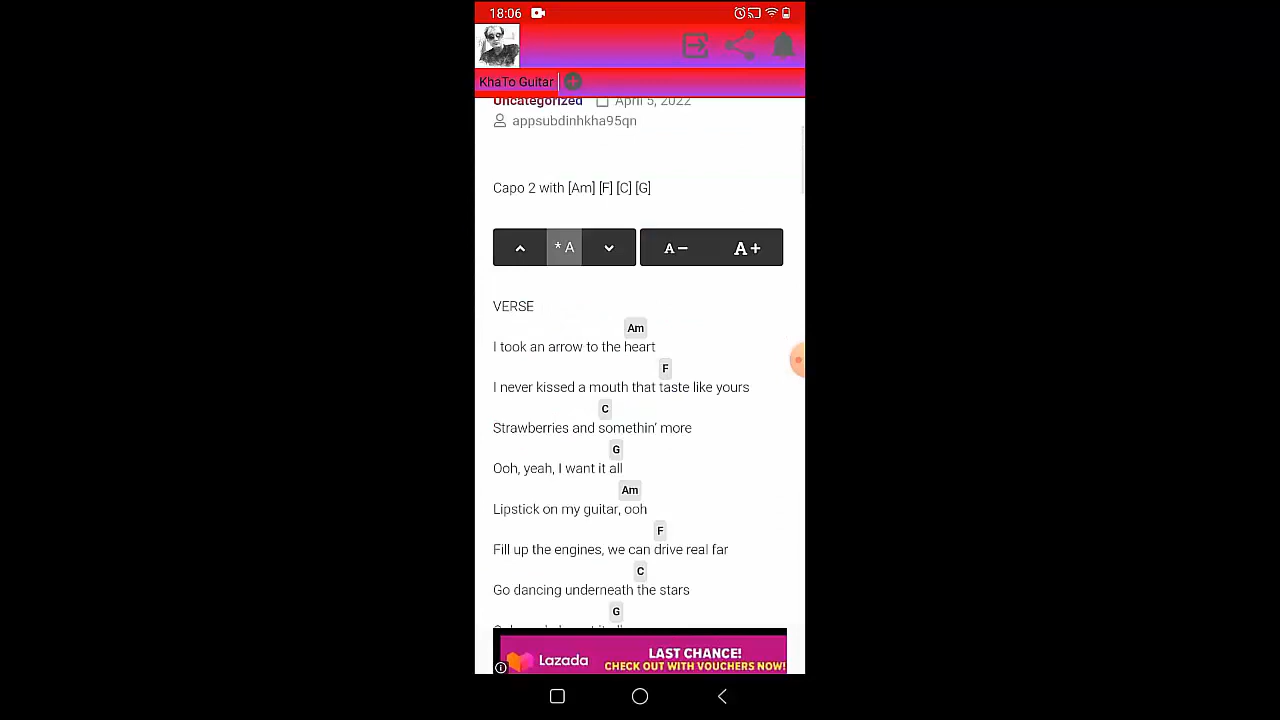 18:06
KhaTo Guitar
Uncategorized April 5, 2022
appsubdinhkha95qn
Capo 2 with [Am] [F] [C] [G]
* A A− A+
VERSE
Am
I took an arrow to the heart
F
I never kissed a mouth that taste like yours
C
Strawberries and somethin' more
G
Ooh, yeah, I want it all
Am
Lipstick on my guitar, ooh
F
Fill up the engines, we can drive real far
C
Go dancing underneath the stars
G
Lazada
LAST CHANCE!
CHECK OUT WITH VOUCHERS NOW!